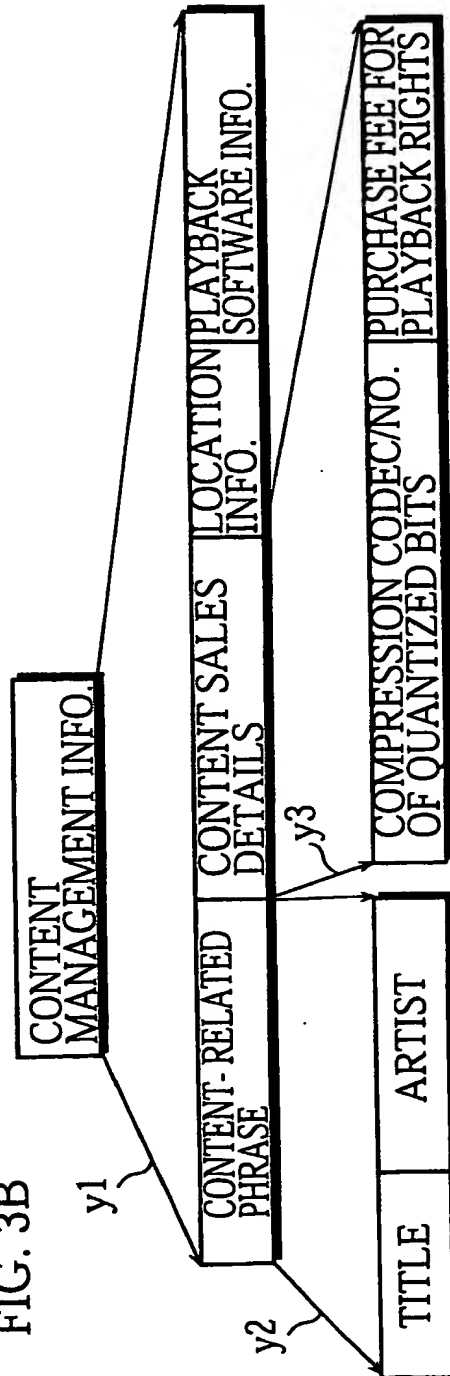 FIG. 3B
CONTENT
MANAGEMENT INFO.
y1
CONTENT-RELATED
PHRASE
CONTENT SALES
DETAILS
LOCATION
INFO.
PLAYBACK
SOFTWARE INFO.
y2
y3
TITLE
ARTIST
COMPRESSION CODEC/NO.
OF QUANTIZED BITS
PURCHASE FEE FOR
PLAYBACK RIGHTS